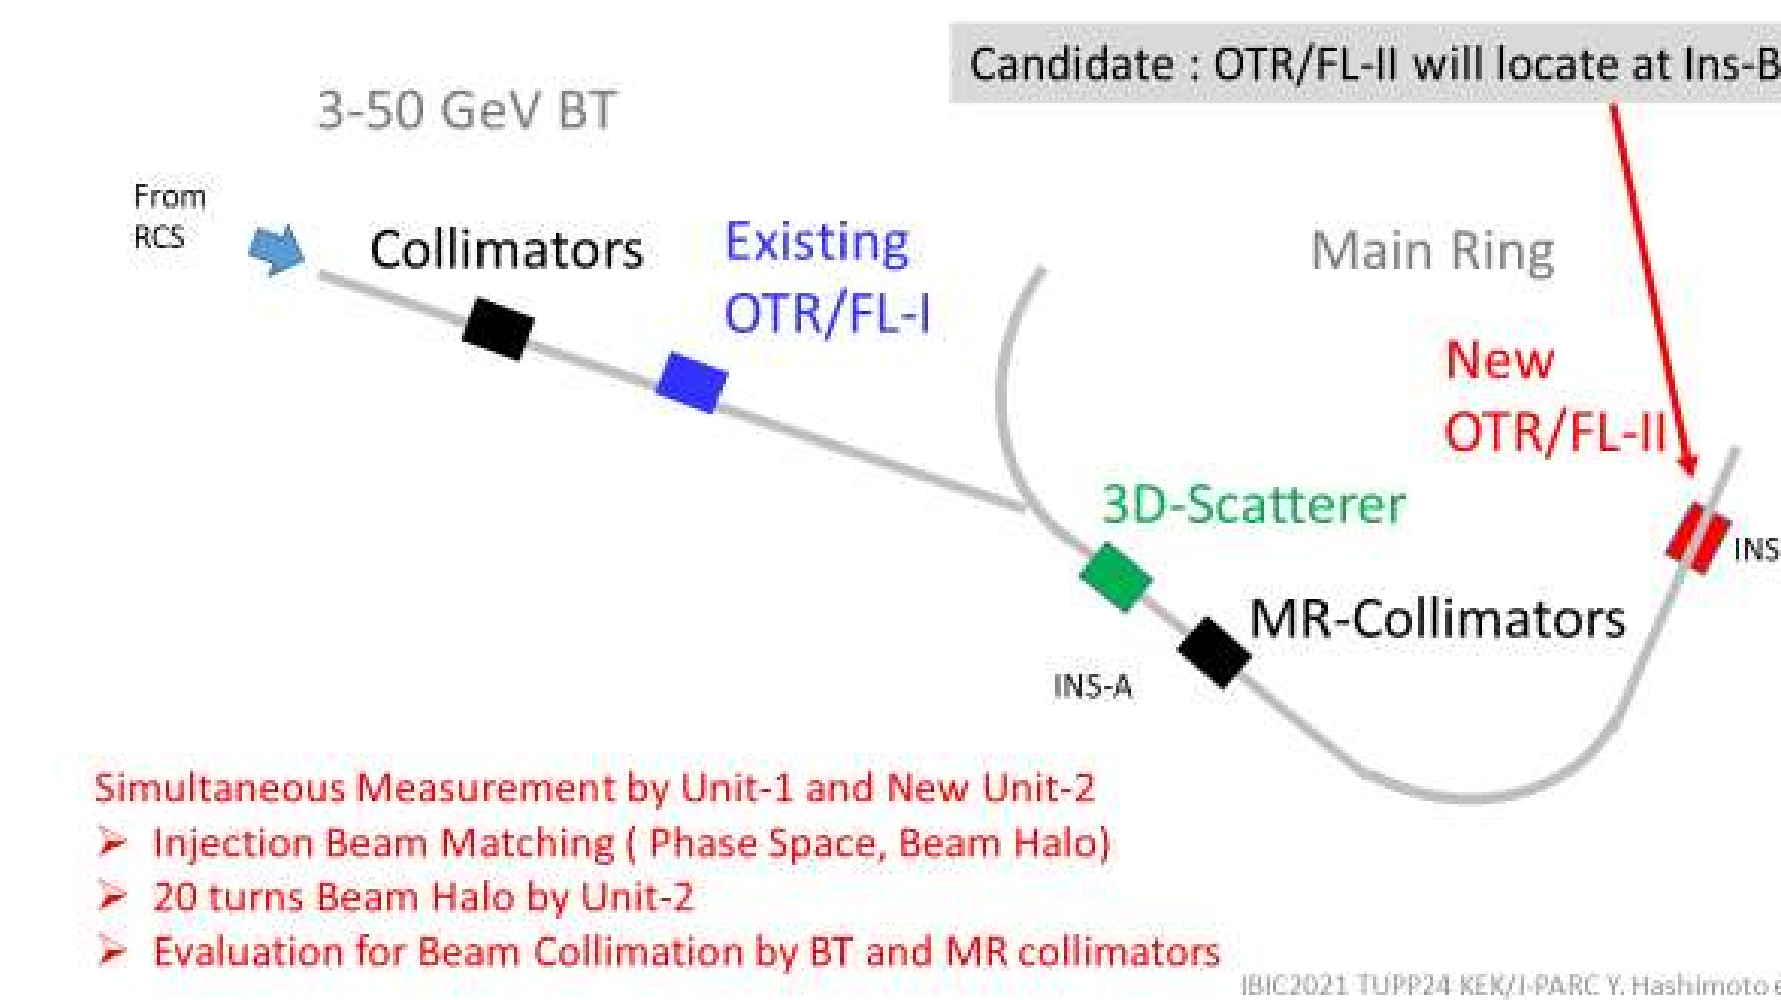 Candidate : OTR/FL-II will locate at Ins-B
3-50 GeV BT
From
RCS
Collimators
Existing
OTR/FL-I
Main Ring
New
OTR/FL-II
3D-Scatterer
INS
MR-Collimators
INS-A
Simultaneous Measurement by Unit-1 and New Unit-2
➢ Injection Beam Matching ( Phase Space, Beam Halo)
➢ 20 turns Beam Halo by Unit-2
➢ Evaluation for Beam Collimation by BT and MR collimators
IBIC2021 TUPP24 KEK/J-PARC Y. Hashimoto e